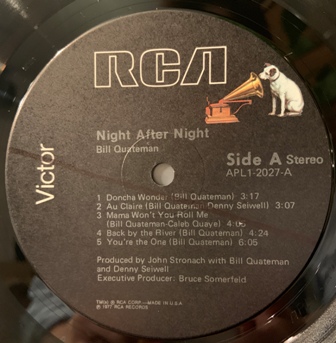 RCA
Victor
Night After Night
Bill Quateman
Side A Stereo
APL1-2027-A
1 Doncha Wonder (Bill Quateman) 3:17
2 Au Claire (Bill Quateman-Denny Seiwell) 3:07
3 Mama Won't You Roll Me
(Bill Quateman-Caleb Quaye) 4:05
4 Back by the River (Bill Quateman) 4:24
5 You're the One (Bill Quateman) 6:05
Produced by John Stronach with Bill Quateman
and Denny Seiwell
Executive Producer: Bruce Somerfeld
TM(s) ® RCA CORP—MADE IN U.S.A.
℗ 1977 RCA RECORDS